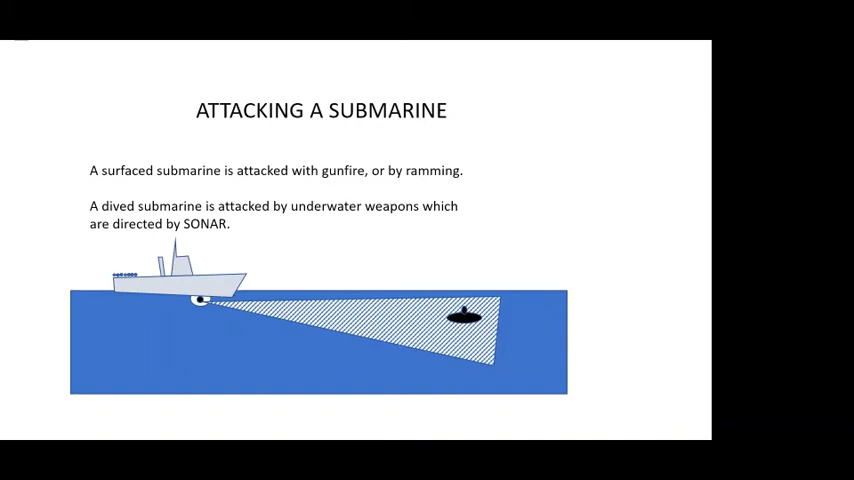 ATTACKING A SUBMARINE
A surfaced submarine is attacked with gunfire, or by ramming.
A dived submarine is attacked by underwater weapons which
are directed by SONAR.